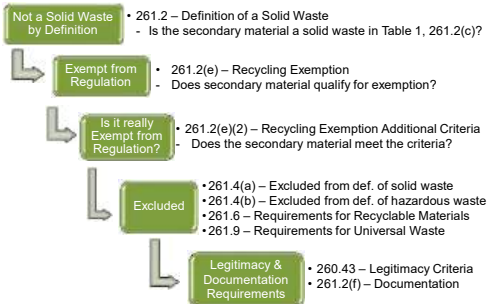 Not a Solid Waste
by Definition
• 261.2 – Definition of a Solid Waste
- Is the secondary material a solid waste in Table 1, 261.2(c)?
Exempt from
Regulation
• 261.2(e) – Recycling Exemption
- Does secondary material qualify for exemption?
Is it really
Exempt from
Regulation?
• 261.2(e)(2) – Recycling Exemption Additional Criteria
- Does the secondary material meet the criteria?
Excluded
• 261.4(a) – Excluded from def. of solid waste
• 261.4(b) – Excluded from def. of hazardous waste
• 261.6 – Requirements for Recyclable Materials
• 261.9 – Requirements for Universal Waste
Legitimacy &
Documentation
Requirements
• 260.43 – Legitimacy Criteria
• 261.2(f) – Documentation